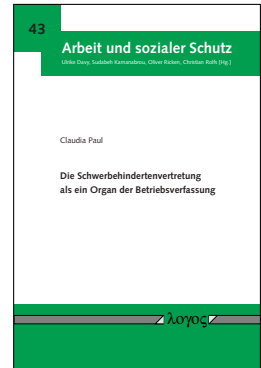 43
Arbeit und sozialer Schutz
Ulrike Davy, Sudabeh Kamanabrou, Oliver Ricken, Christian Rolfs (Hg.)
Claudia Paul
Die Schwerbehindertenvertretung
als ein Organ der Betriebsverfassung
λογος